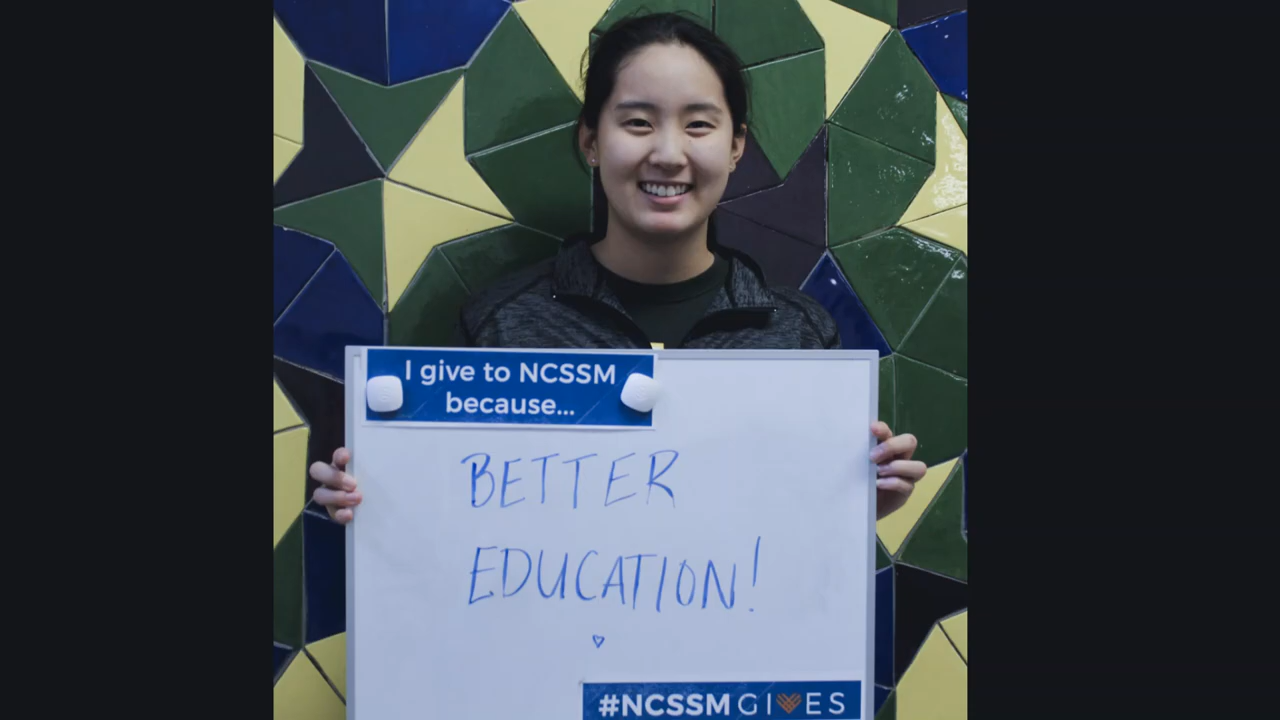 I give to NCSSM
because...
BETTER
EDUCATION!
#NCSSMGIVES